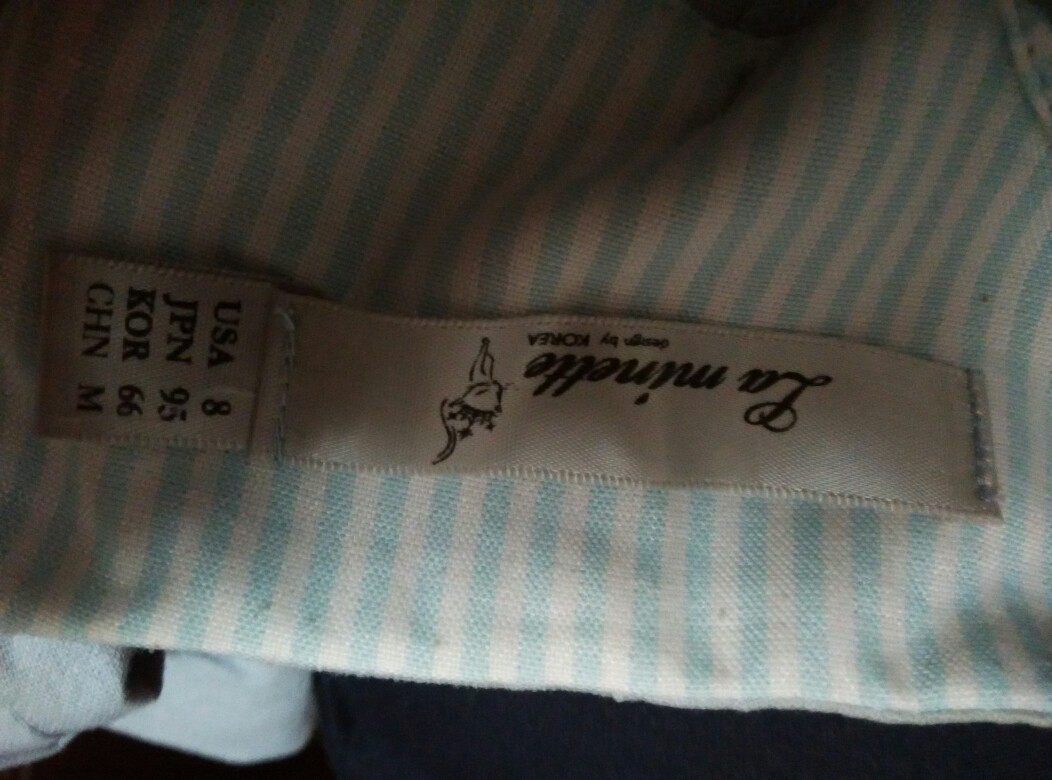 La minette
design by KOREA
USA 8
JPN 95
KOR 66
CHN M